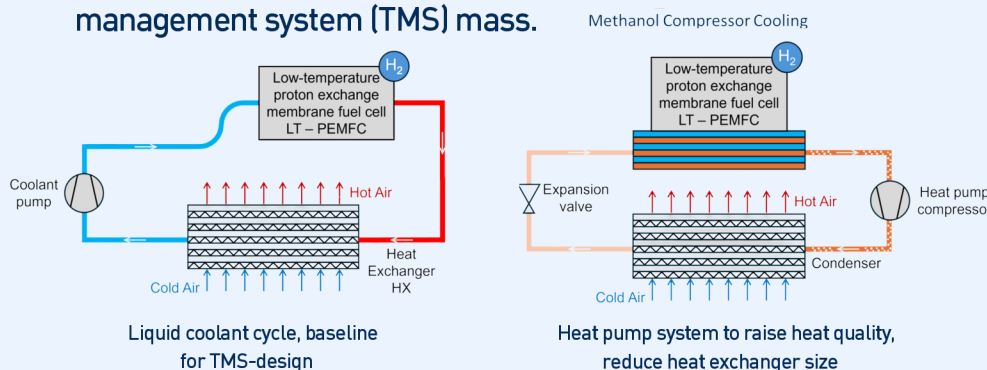 management system (TMS) mass.
Methanol Compressor Cooling
H₂
Low-temperature
proton exchange
membrane fuel cell
LT – PEMFC
Coolant
pump
Hot Air
Heat
Exchanger
HX
Cold Air
Liquid coolant cycle, baseline
for TMS-design
H₂
Low-temperature
proton exchange
membrane fuel cell
LT – PEMFC
Expansion
valve
Hot Air
Heat pump
compressor
Condenser
Cold Air
Heat pump system to raise heat quality,
reduce heat exchanger size